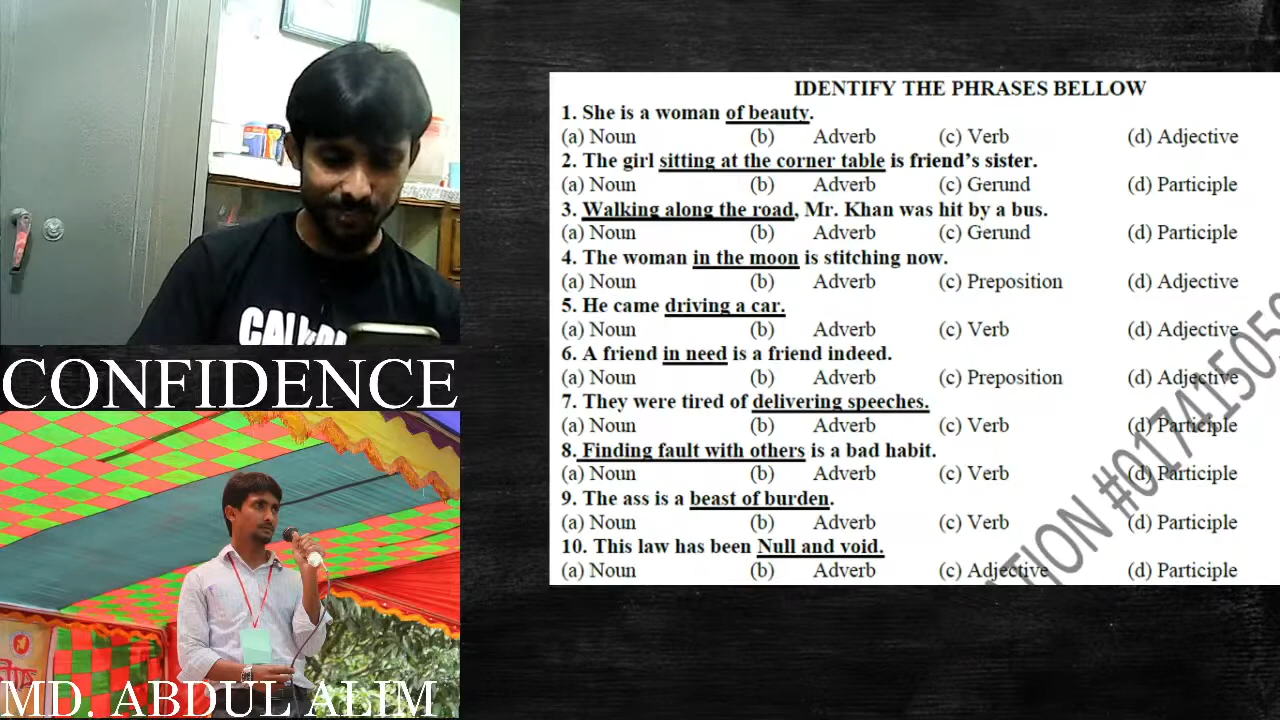 IDENTIFY THE PHRASES BELLOW
1. She is a woman of beauty.
(a) Noun (b) Adverb (c) Verb (d) Adjective
2. The girl sitting at the corner table is friend's sister.
(a) Noun (b) Adverb (c) Gerund (d) Participle
3. Walking along the road, Mr. Khan was hit by a bus.
(a) Noun (b) Adverb (c) Gerund (d) Participle
4. The woman in the moon is stitching now.
(a) Noun (b) Adverb (c) Preposition (d) Adjective
5. He came driving a car.
(a) Noun (b) Adverb (c) Verb (d) Adjective
6. A friend in need is a friend indeed.
(a) Noun (b) Adverb (c) Preposition (d) Adjective
7. They were tired of delivering speeches.
(a) Noun (b) Adverb (c) Verb (d) Participle
8. Finding fault with others is a bad habit.
(a) Noun (b) Adverb (c) Verb (d) Participle
9. The ass is a beast of burden.
(a) Noun (b) Adverb (c) Verb (d) Participle
10. This law has been Null and void.
(a) Noun (b) Adverb (c) Adjective (d) Participle
CONFIDENCE
MD. ABDUL ALIM